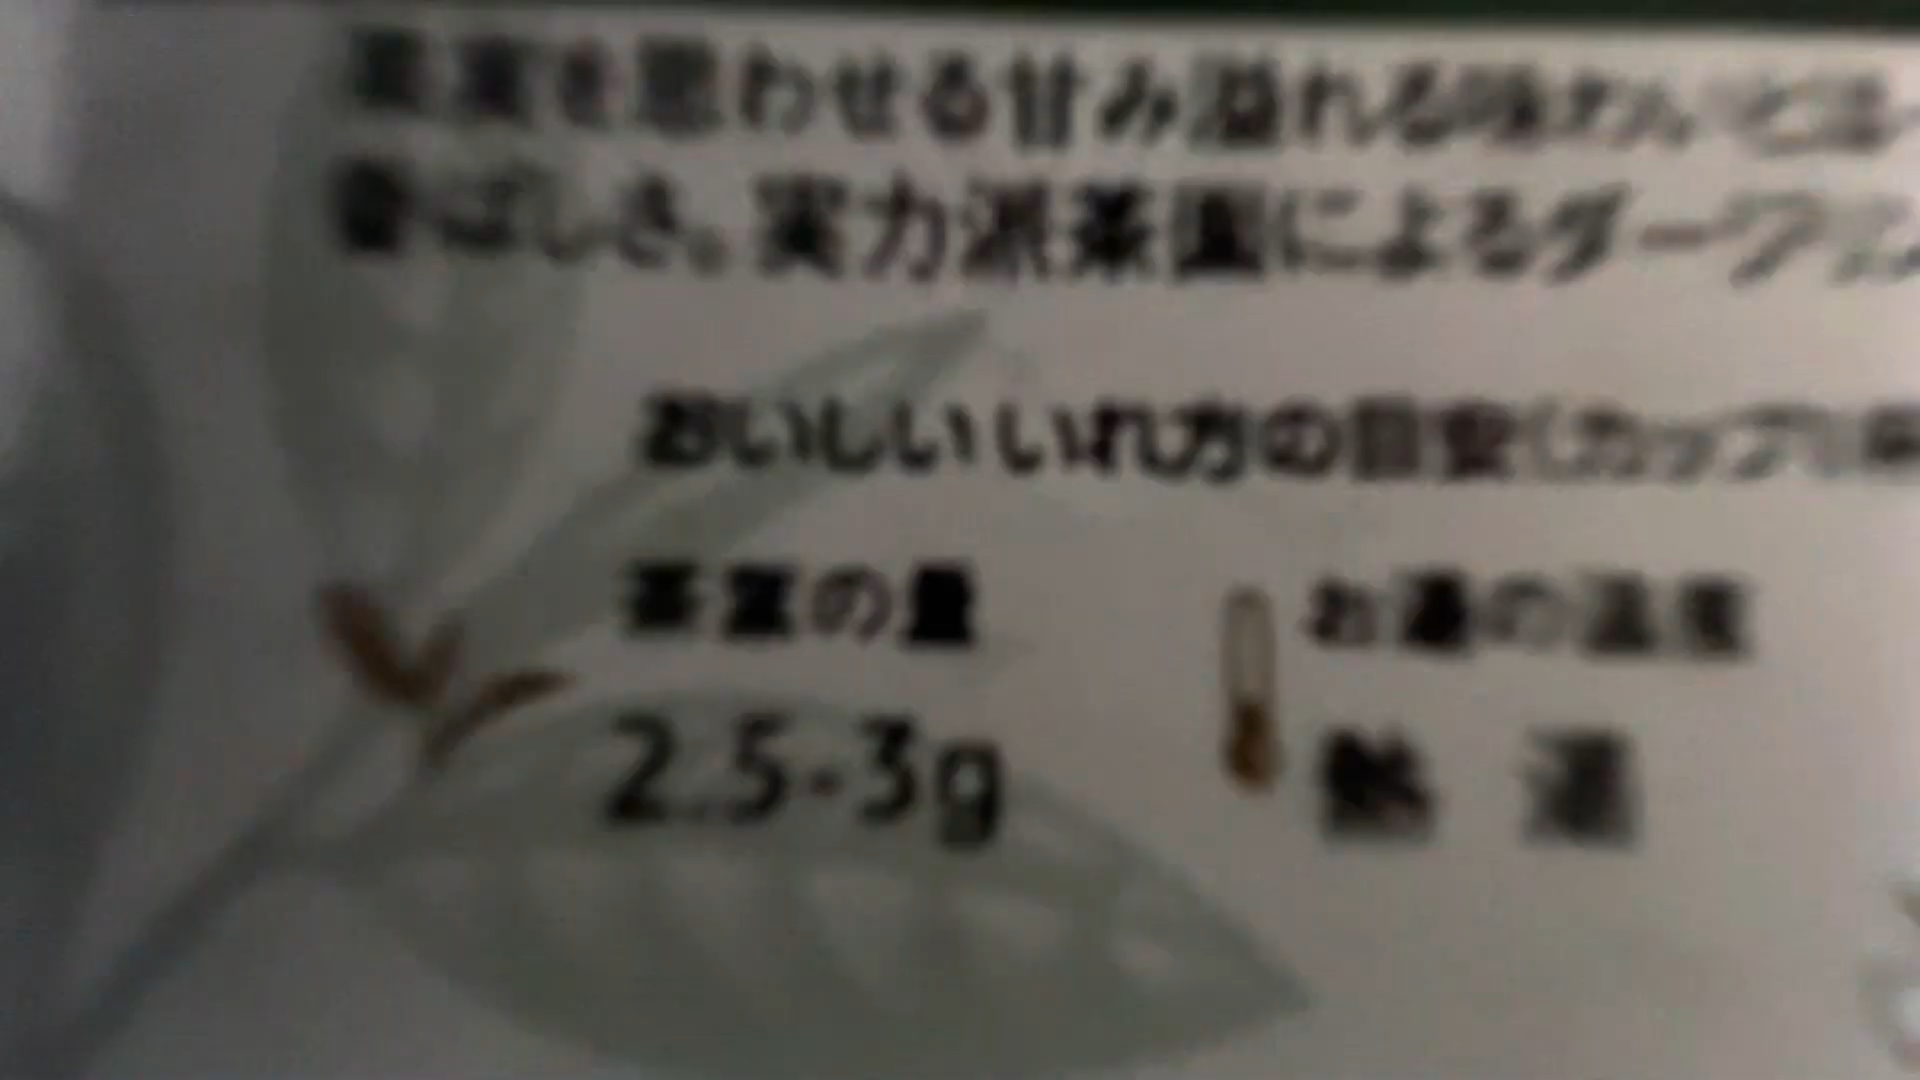 果実を思わせる甘み溢れる味わいと
香ばしさ。実力派茶園によるダージリン
おいしいいれ方の目安(カップ1杯
茶葉の量
お湯の温度
2.5-3g
熱 湯